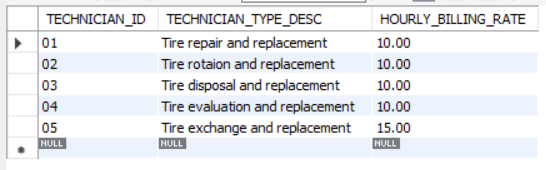 TECHNICIAN_ID TECHNICIAN_TYPE_DESC HOURLY_BILLING_RATE
01 Tire repair and replacement 10.00
02 Tire rotaion and replacement 10.00
03 Tire disposal and replacement 10.00
04 Tire evaluation and replacement 10.00
05 Tire exchange and replacement 15.00
NULL NULL NULL